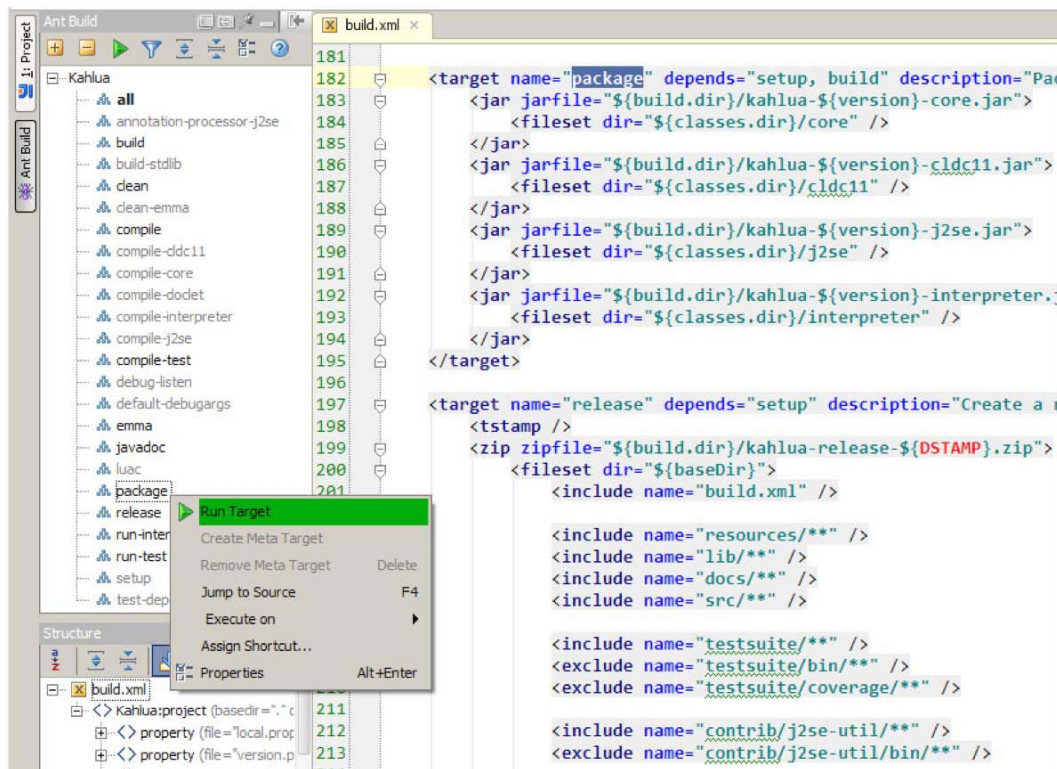 1: Project
Ant Build
Ant Build
Kahlua
all
annotation-processor-j2se
build
build-stdlib
clean
clean-emma
compile
compile-cldc11
compile-core
compile-doclet
compile-interpreter
compile-j2se
compile-test
debug-listen
default-debugargs
emma
javadoc
luac
package
release
run-inter
run-test
setup
test-dep
Run Target
Create Meta Target
Remove Meta Target Delete
Jump to Source F4
Execute on
Assign Shortcut...
Properties Alt+Enter
Structure
build.xml
Kahlua:project (basedir="."
property (file="local.prop
property (file="version.p
build.xml
181
182 <target name="package" depends="setup, build" description="Pac
183 <jar jarfile="${build.dir}/kahlua-${version}-core.jar">
184 <fileset dir="${classes.dir}/core" />
185 </jar>
186 <jar jarfile="${build.dir}/kahlua-${version}-cldc11.jar">
187 <fileset dir="${classes.dir}/cldc11" />
188 </jar>
189 <jar jarfile="${build.dir}/kahlua-${version}-j2se.jar">
190 <fileset dir="${classes.dir}/j2se" />
191 </jar>
192 <jar jarfile="${build.dir}/kahlua-${version}-interpreter.j
193 <fileset dir="${classes.dir}/interpreter" />
194 </jar>
195 </target>
196
197 <target name="release" depends="setup" description="Create a
198 <tstamp />
199 <zip zipfile="${build.dir}/kahlua-release-${DSTAMP}.zip">
200 <fileset dir="${baseDir}">
201 <include name="build.xml" />
<include name="resources/**" />
<include name="lib/**" />
<include name="docs/**" />
<include name="src/**" />
<include name="testsuite/**" />
<exclude name="testsuite/bin/**" />
<exclude name="testsuite/coverage/**" />
211
212 <include name="contrib/j2se-util/**" />
213 <exclude name="contrib/j2se-util/bin/**" />